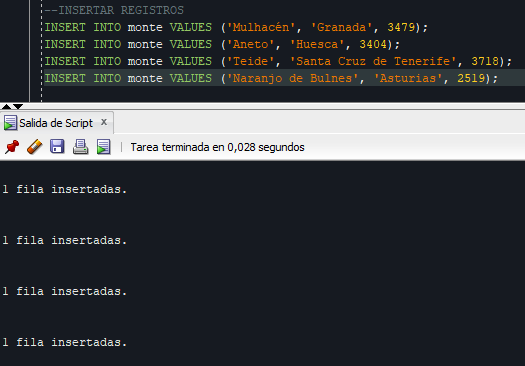 --INSERTAR REGISTROS
INSERT INTO monte VALUES ('Mulhacén', 'Granada', 3479);
INSERT INTO monte VALUES ('Aneto', 'Huesca', 3404);
INSERT INTO monte VALUES ('Teide', 'Santa Cruz de Tenerife', 3718);
INSERT INTO monte VALUES ('Naranjo de Bulnes', 'Asturias', 2519);
Salida de Script x
Tarea terminada en 0,028 segundos
1 fila insertadas.
1 fila insertadas.
1 fila insertadas.
1 fila insertadas.